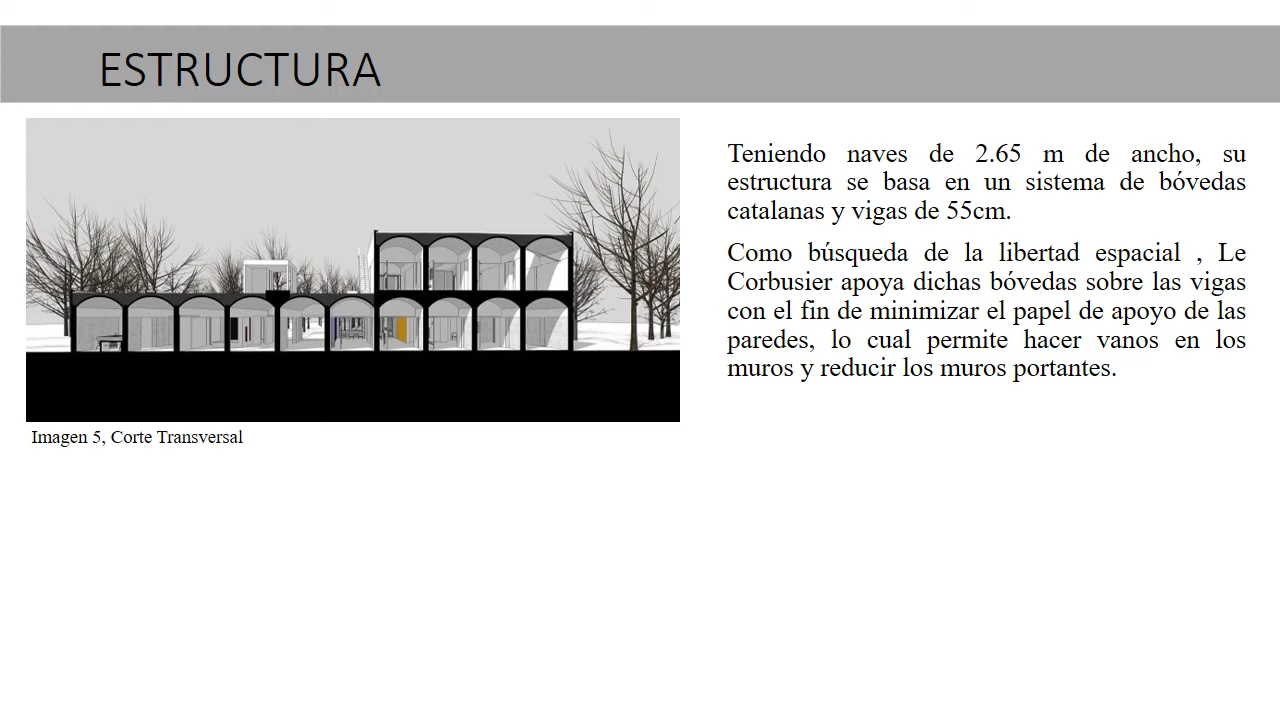 ESTRUCTURA
Teniendo naves de 2.65 m de ancho, su
estructura se basa en un sistema de bóvedas
catalanas y vigas de 55cm.
Como búsqueda de la libertad espacial , Le
Corbusier apoya dichas bóvedas sobre las vigas
con el fin de minimizar el papel de apoyo de las
paredes, lo cual permite hacer vanos en los
muros y reducir los muros portantes.
Imagen 5, Corte Transversal